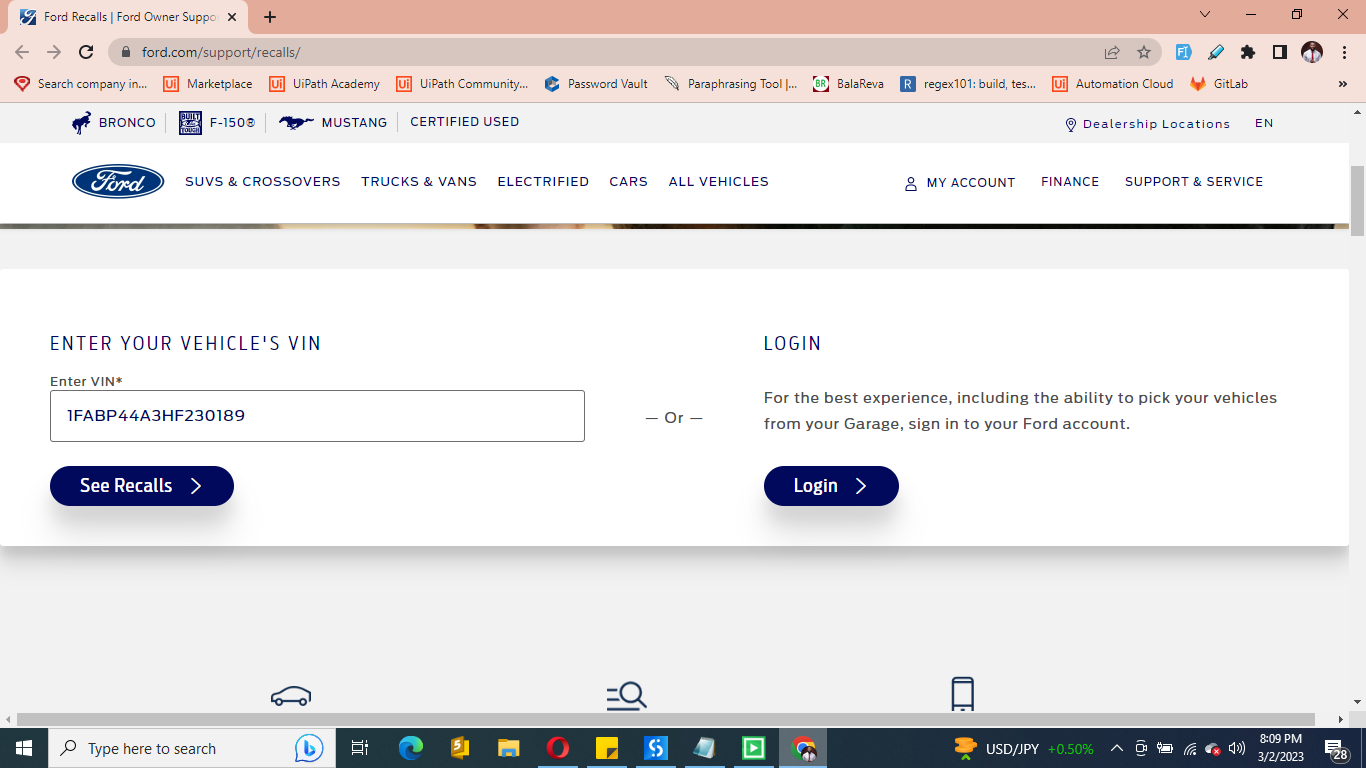 Ford Recalls | Ford Owner Suppo
ford.com/support/recalls/
Search company in... Marketplace UiPath Academy UiPath Community... Password Vault Paraphrasing Tool |... BalaReva regex101: build, tes... Automation Cloud GitLab »
BRONCO F-150® MUSTANG CERTIFIED USED Dealership Locations EN
Ford SUVS & CROSSOVERS TRUCKS & VANS ELECTRIFIED CARS ALL VEHICLES MY ACCOUNT FINANCE SUPPORT & SERVICE
ENTER YOUR VEHICLE'S VIN
Enter VIN*
1FABP44A3HF230189
See Recalls
— Or —
LOGIN
For the best experience, including the ability to pick your vehicles
from your Garage, sign in to your Ford account.
Login
Type here to search
USD/JPY +0.50%
8:09 PM
3/2/2023
28